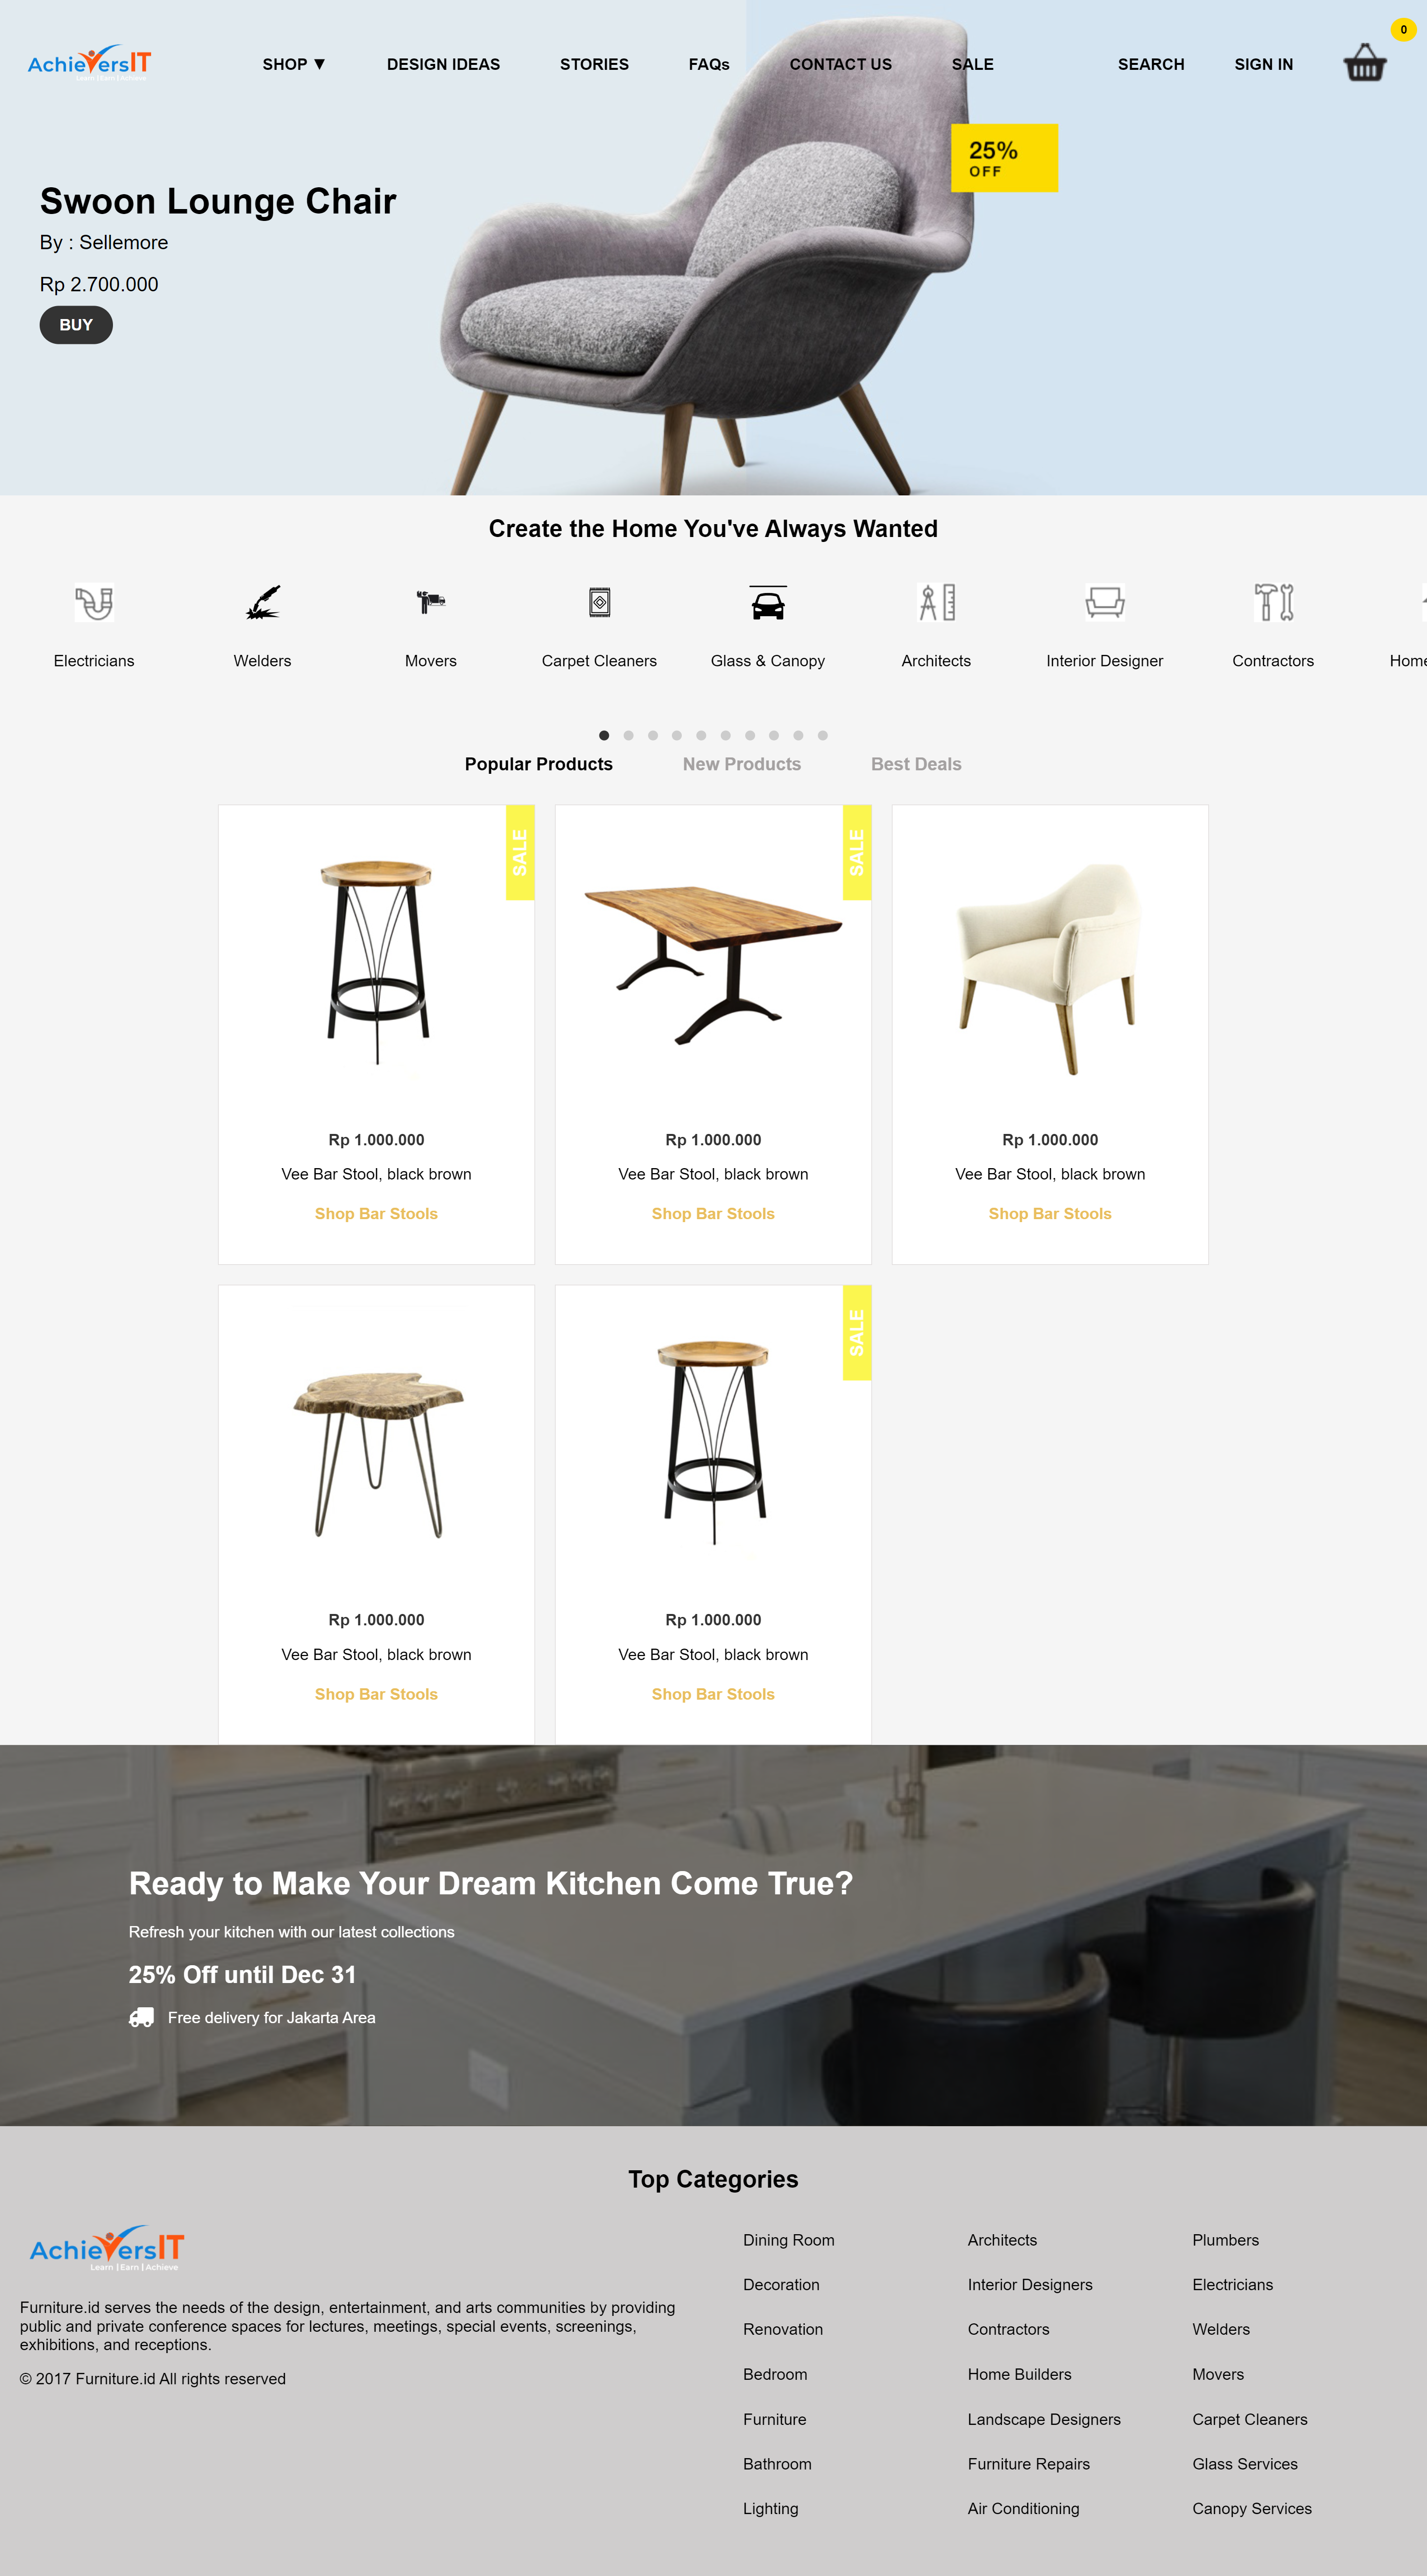 0
AchieversIT
Learn | Earn | Achieve
SHOP ▼
DESIGN IDEAS
STORIES
FAQs
CONTACT US
SALE
SEARCH
SIGN IN
25%
OFF
Swoon Lounge Chair
By : Sellemore
Rp 2.700.000
BUY
Create the Home You've Always Wanted
Electricians
Welders
Movers
Carpet Cleaners
Glass & Canopy
Architects
Interior Designer
Contractors
Home
Popular Products
New Products
Best Deals
SALE
SALE
Rp 1.000.000
Rp 1.000.000
Rp 1.000.000
Vee Bar Stool, black brown
Vee Bar Stool, black brown
Vee Bar Stool, black brown
Shop Bar Stools
Shop Bar Stools
Shop Bar Stools
SALE
Rp 1.000.000
Rp 1.000.000
Vee Bar Stool, black brown
Vee Bar Stool, black brown
Shop Bar Stools
Shop Bar Stools
Ready to Make Your Dream Kitchen Come True?
Refresh your kitchen with our latest collections
25% Off until Dec 31
Free delivery for Jakarta Area
Top Categories
AchieversIT
Learn | Earn | Achieve
Furniture.id serves the needs of the design, entertainment, and arts communities by providing
public and private conference spaces for lectures, meetings, special events, screenings,
exhibitions, and receptions.
© 2017 Furniture.id All rights reserved
Dining Room
Decoration
Renovation
Bedroom
Furniture
Bathroom
Lighting
Architects
Interior Designers
Contractors
Home Builders
Landscape Designers
Furniture Repairs
Air Conditioning
Plumbers
Electricians
Welders
Movers
Carpet Cleaners
Glass Services
Canopy Services